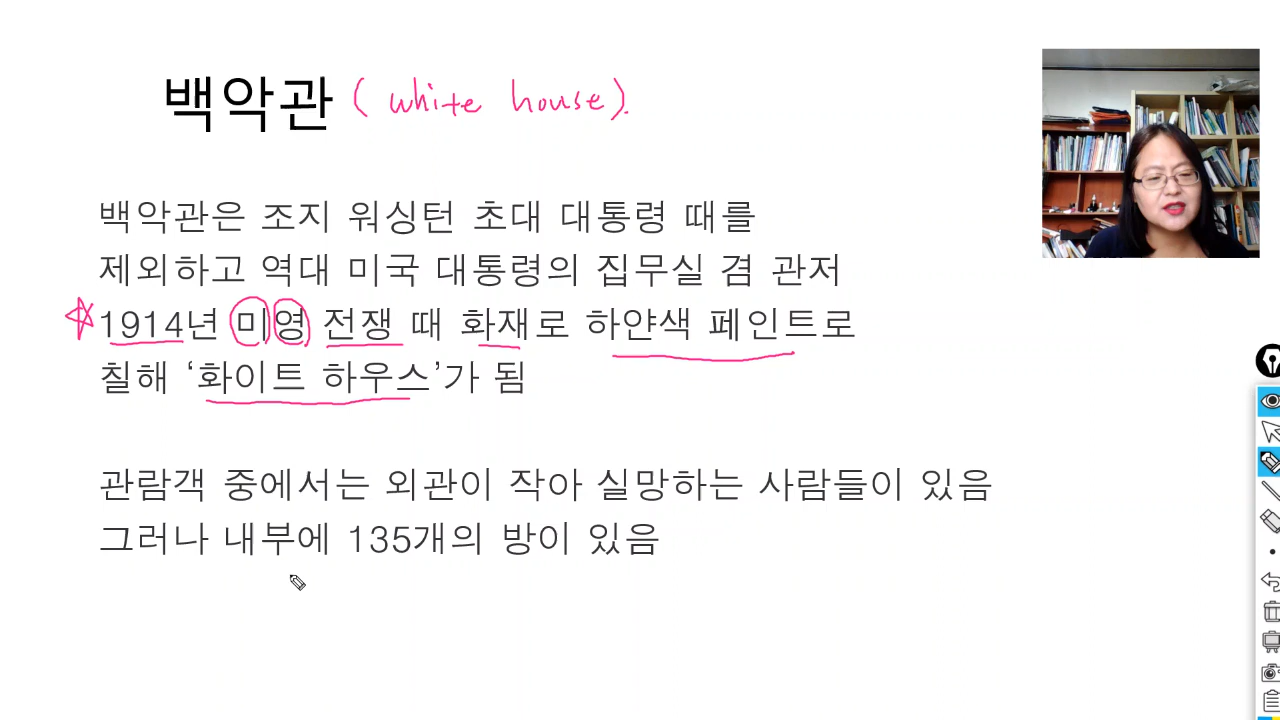 백악관 (white house).
백악관은 조지 워싱턴 초대 대통령 때를
제외하고 역대 미국 대통령의 집무실 겸 관저
1914년 미영 전쟁 때 화재로 하얀색 페인트로
칠해 ‘화이트 하우스’가 됨
관람객 중에서는 외관이 작아 실망하는 사람들이 있음
그러나 내부에 135개의 방이 있음